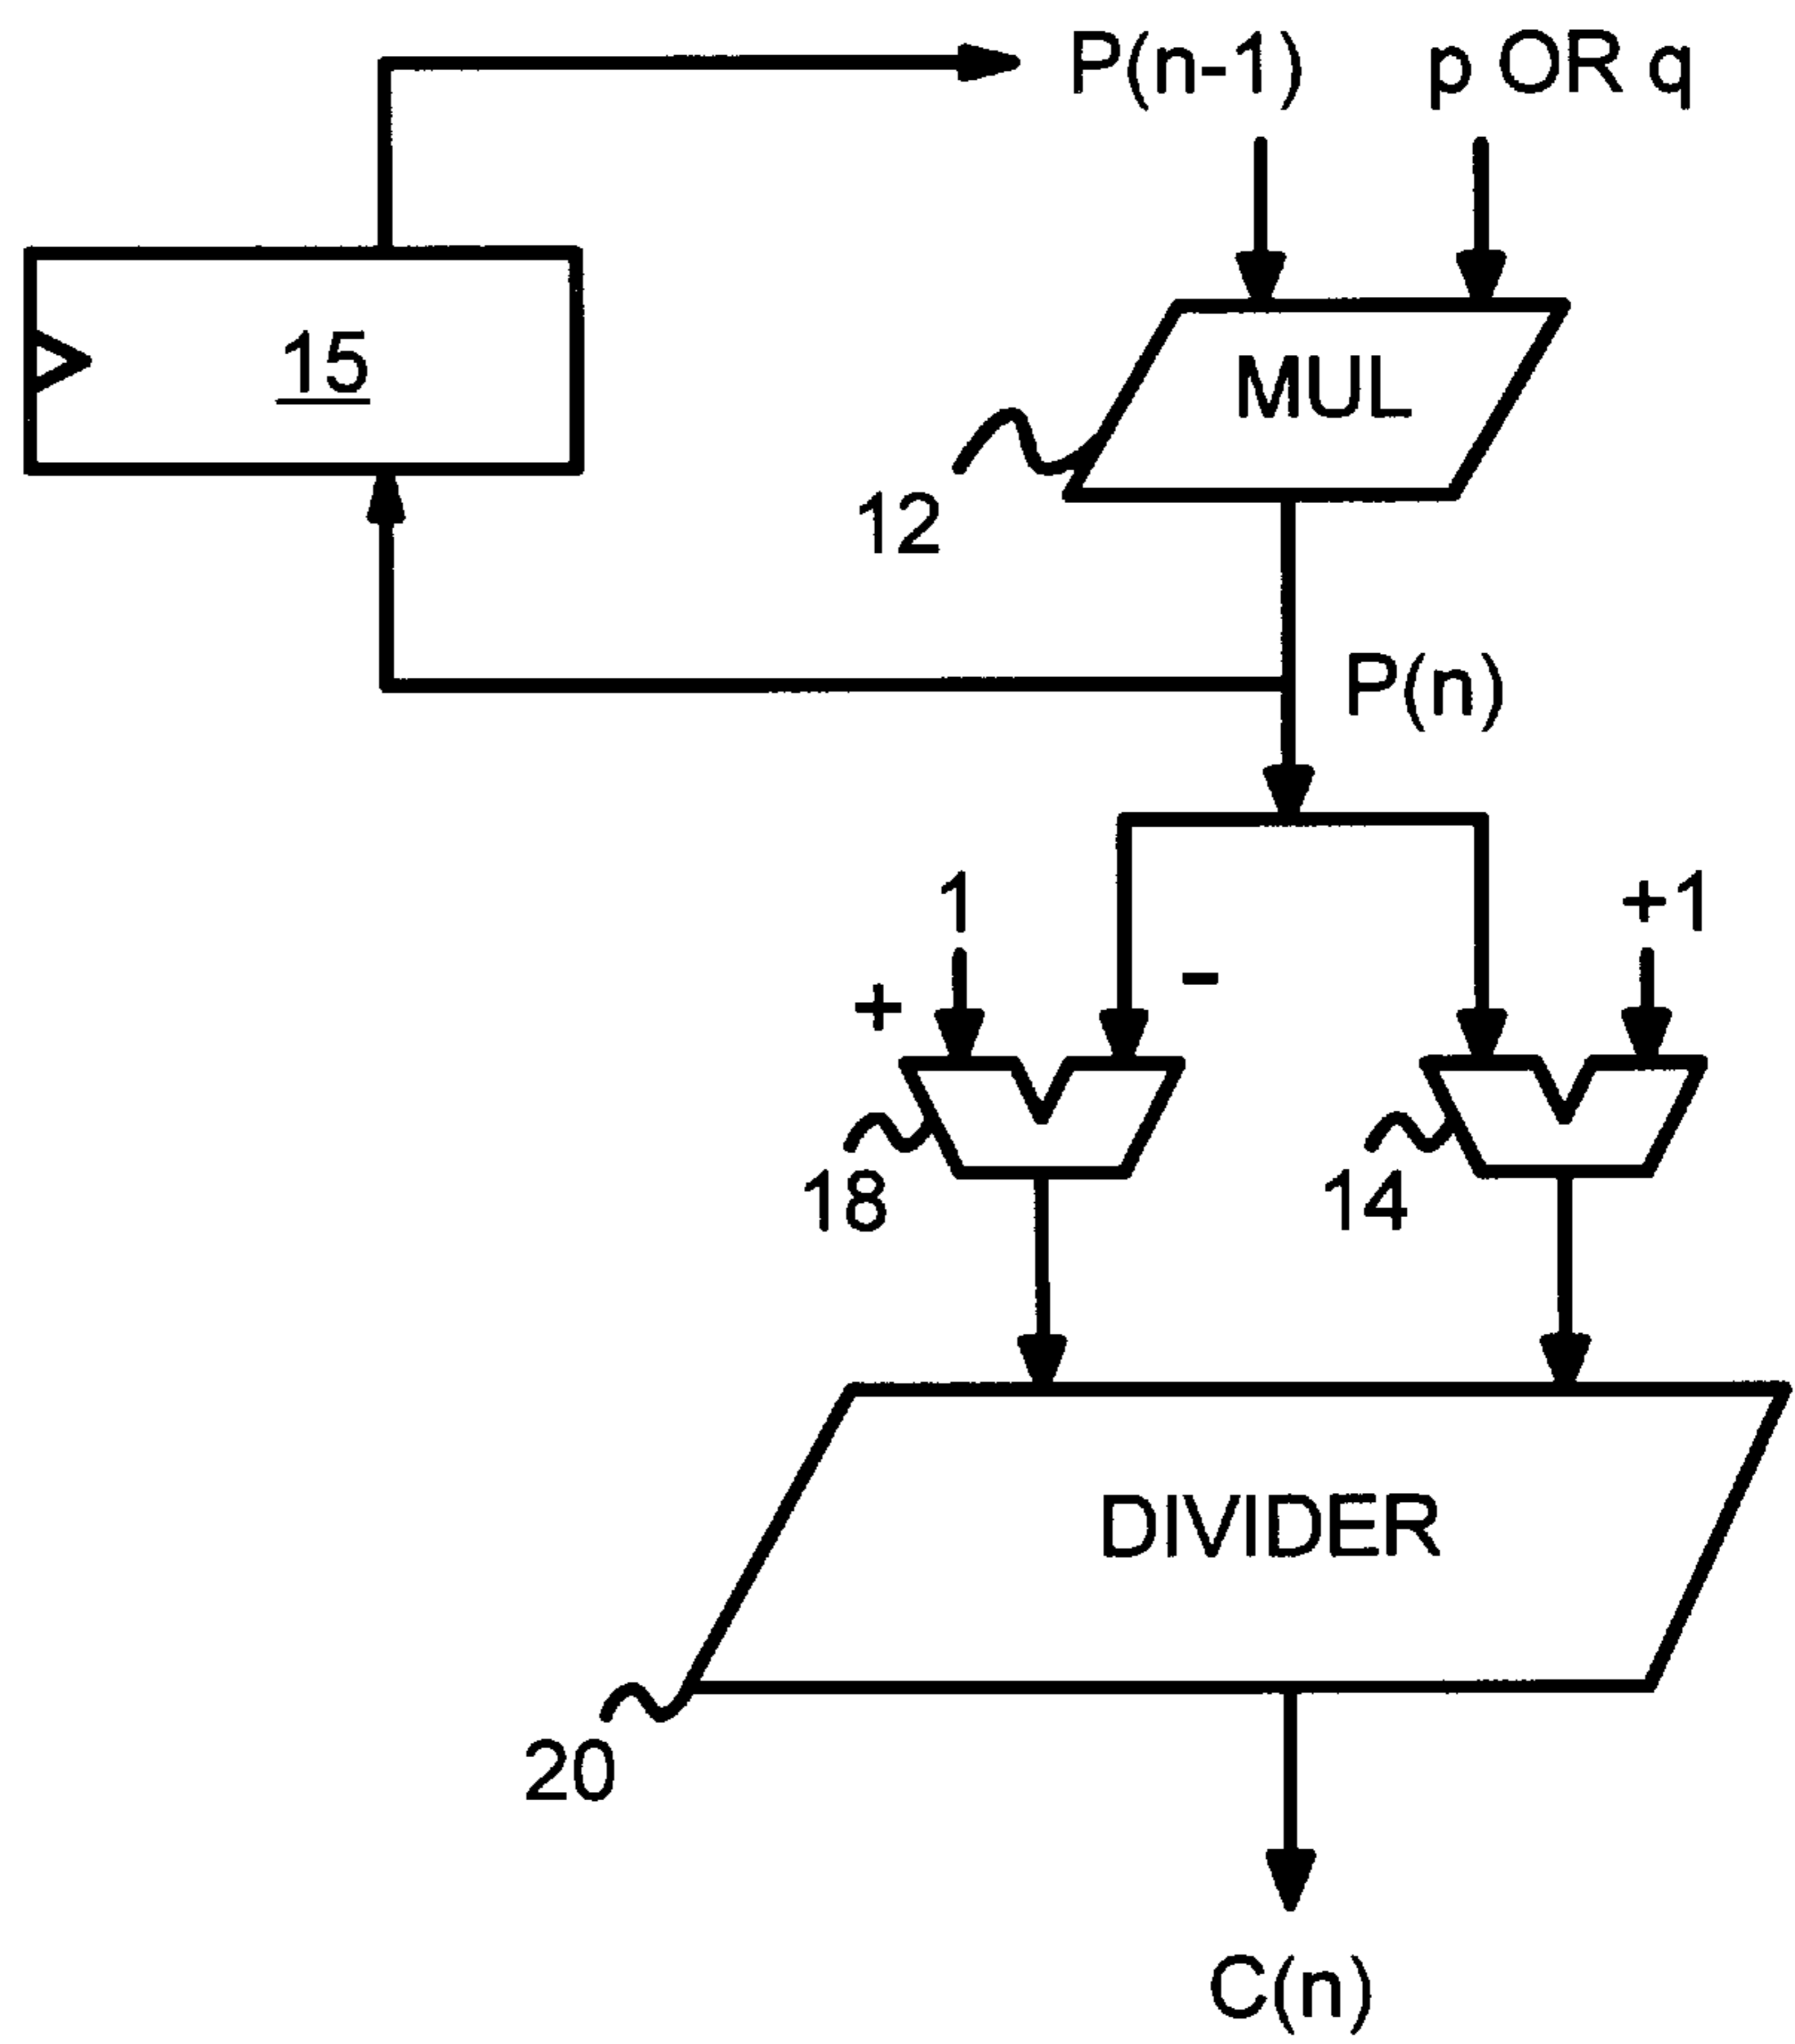 P(n-1) p OR q
15
MUL
12
P(n)
1 +1
+ -
18 14
DIVIDER
20
C(n)